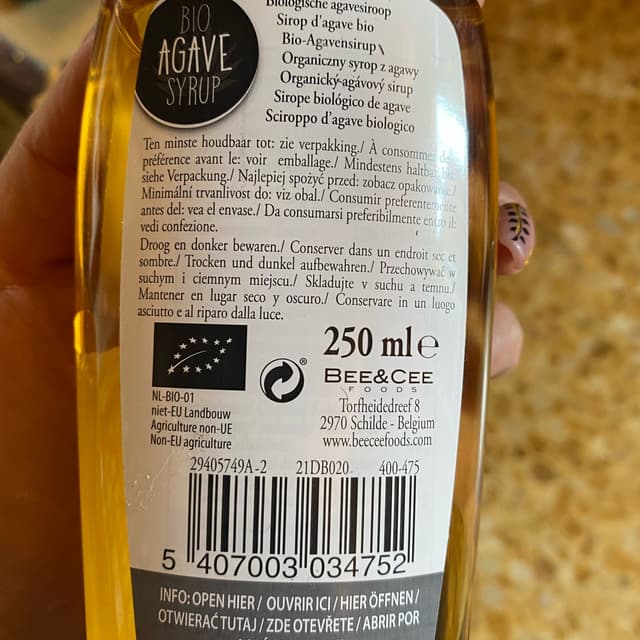 BIO
AGAVE
SYRUP
Biologische agavesiroop
Sirop d'agave bio
Bio-Agavensirup
Organiczny syrop z agawy
Organický-agávový sirup
Sirope biológico de agave
Sciroppo d'agave biologico
Ten minste houdbaar tot: zie verpakking./ À consommer de
préférence avant le: voir emballage./ Mindestens haltbar bis:
siehe Verpackung./ Najlepiej spożyć przed: zobacz opakowanie./
Minimální trvanlivost do: viz obal./ Consumir preferentemente
antes del: vea el envase./ Da consumarsi preferibilmente entro il:
vedi confezione.
Droog en donker bewaren./ Conserver dans un endroit sec et
sombre./ Trocken und dunkel aufbewahren./ Przechowywać w
suchym i ciemnym miejscu./ Skladujte v suchu a temnu./
Mantener en lugar seco y oscuro./ Conservare in un luogo
asciutto e al riparo dalla luce.
250 ml ℮
BEE&CEE
FOODS
NL-BIO-01
niet-EU Landbouw
Agriculture non-UE
Non-EU agriculture
®
Torfheidedreef 8
2970 Schilde - Belgium
www.beeceefoods.com
29405749A-2 21DB020 400-475
5 407003 034752
INFO: OPEN HIER / OUVRIR ICI / HIER ÖFFNEN /
OTWIERAĆ TUTAJ / ZDE OTEVŘETE / ABRIR POR